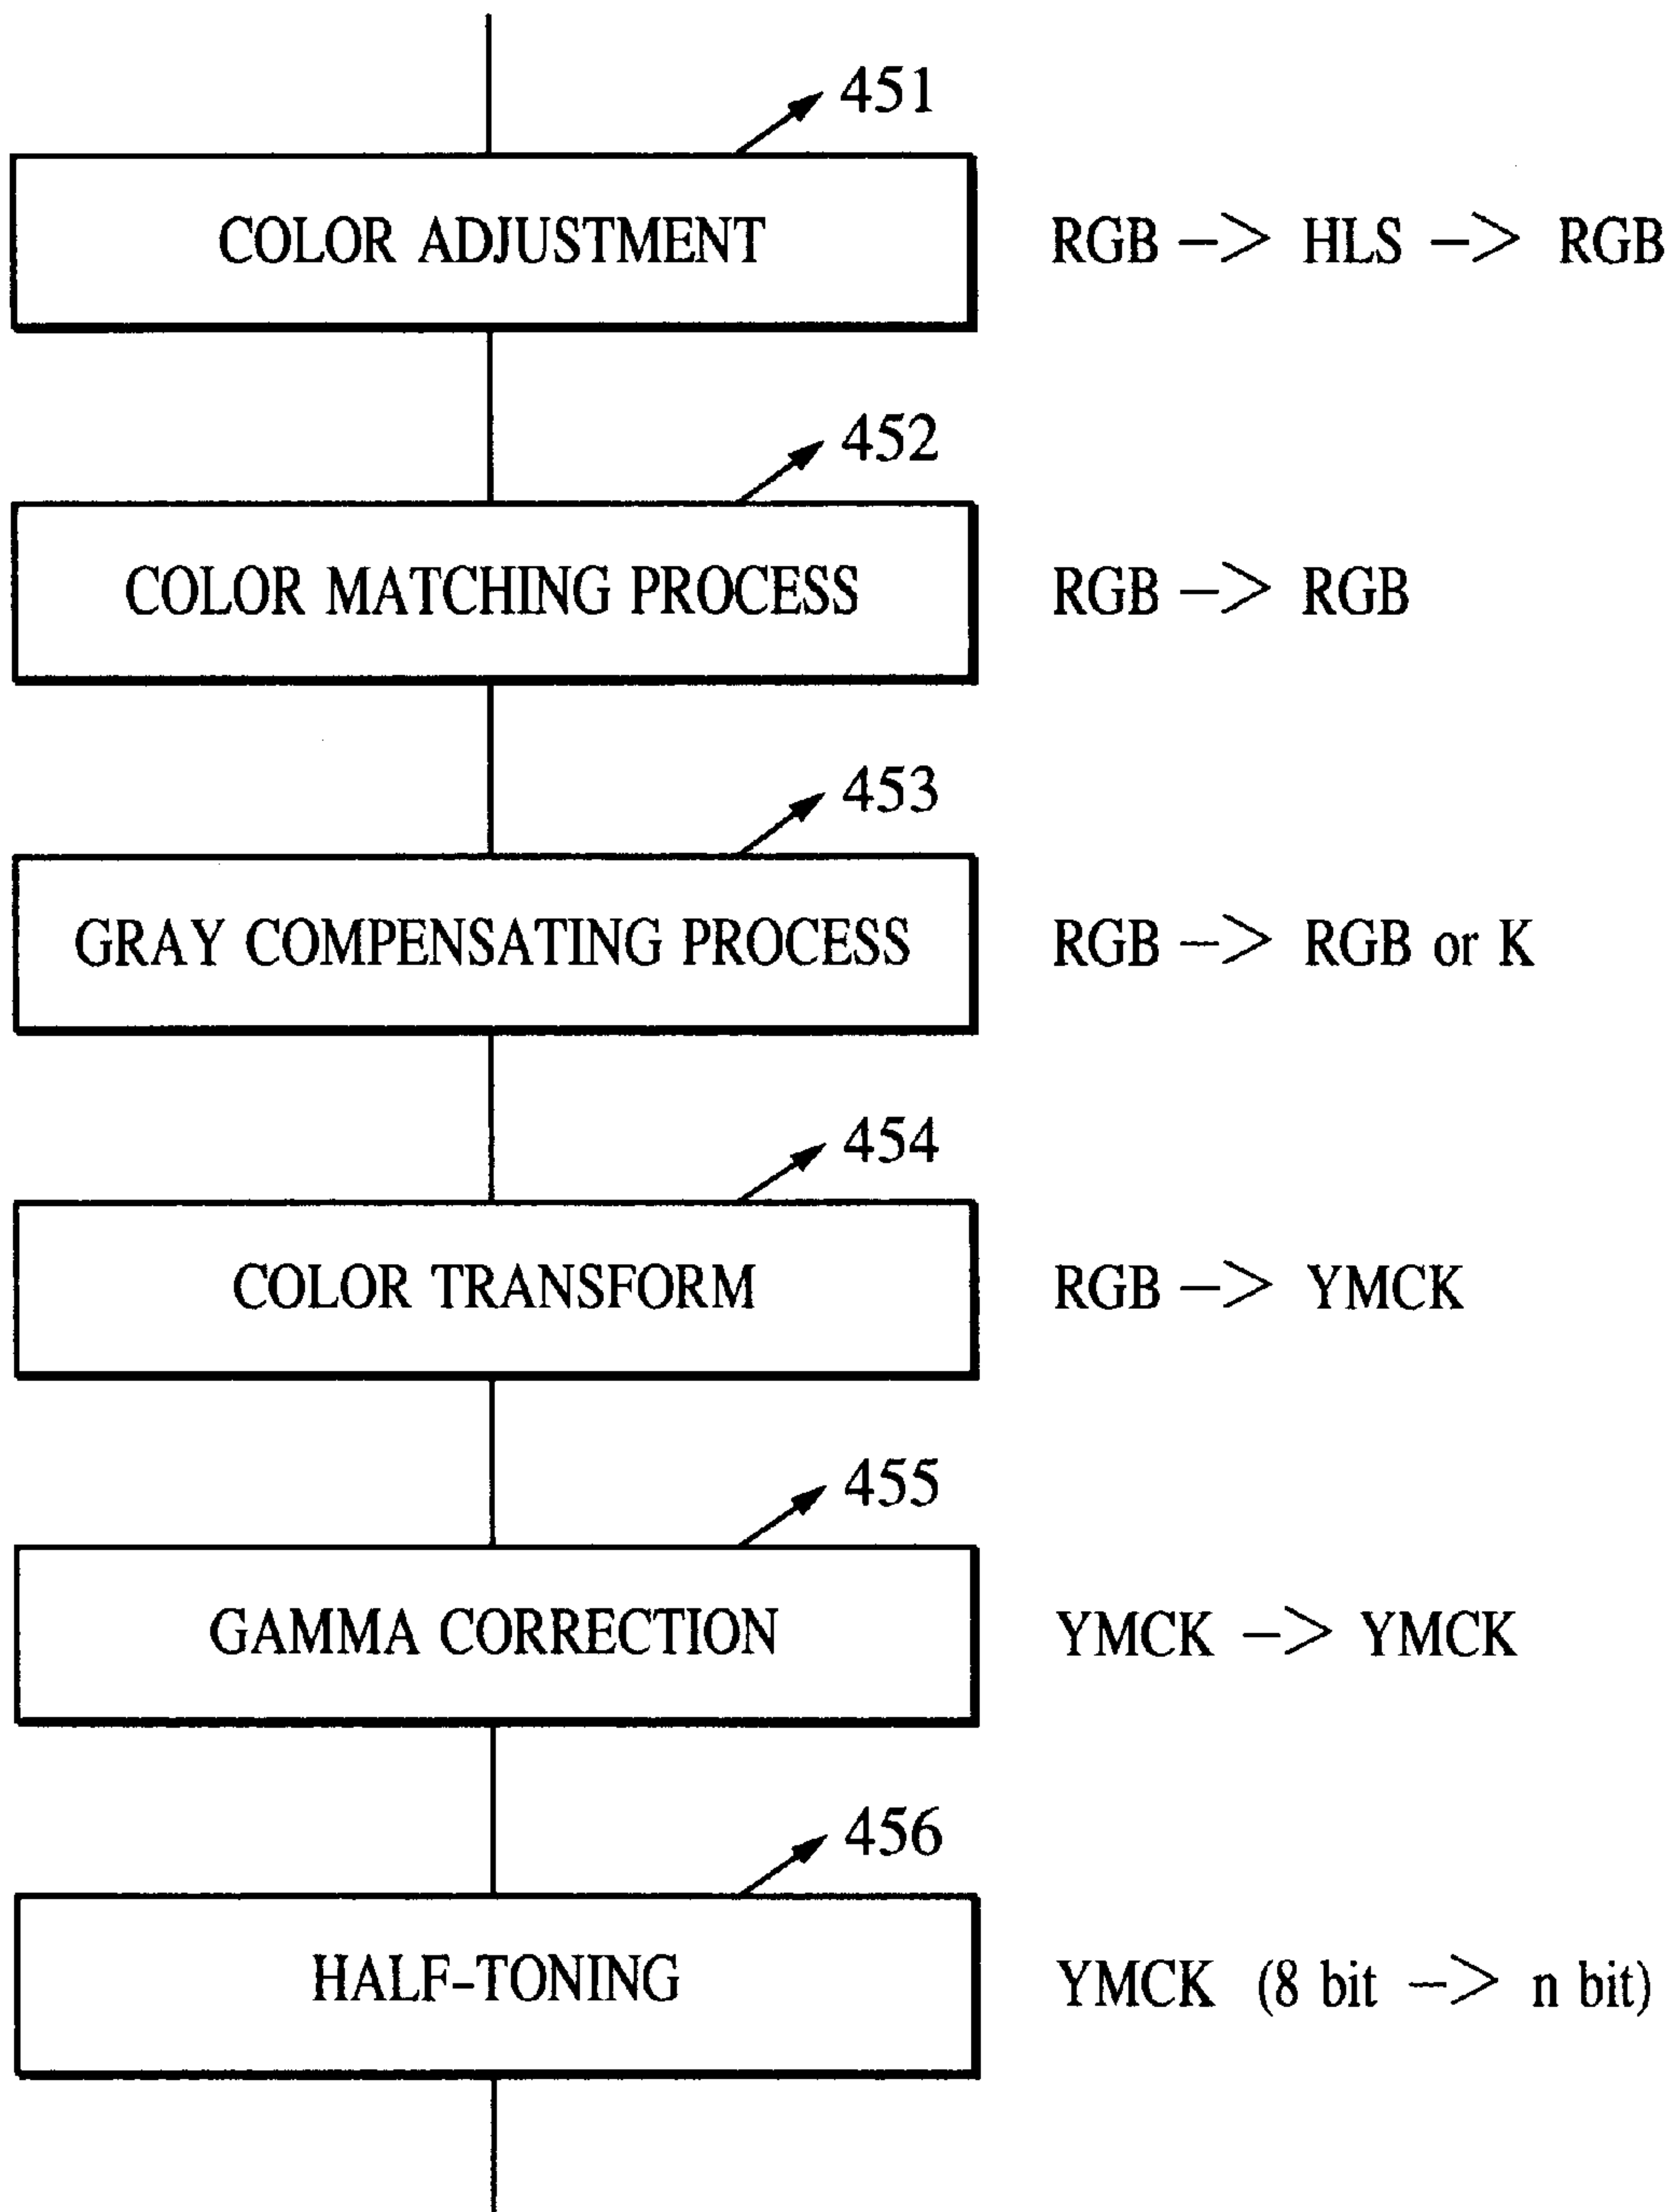 451
COLOR ADJUSTMENT RGB —> HLS —> RGB
452
COLOR MATCHING PROCESS RGB —> RGB
453
GRAY COMPENSATING PROCESS RGB —> RGB or K
454
COLOR TRANSFORM RGB —> YMCK
455
GAMMA CORRECTION YMCK —> YMCK
456
HALF-TONING YMCK (8 bit —> n bit)